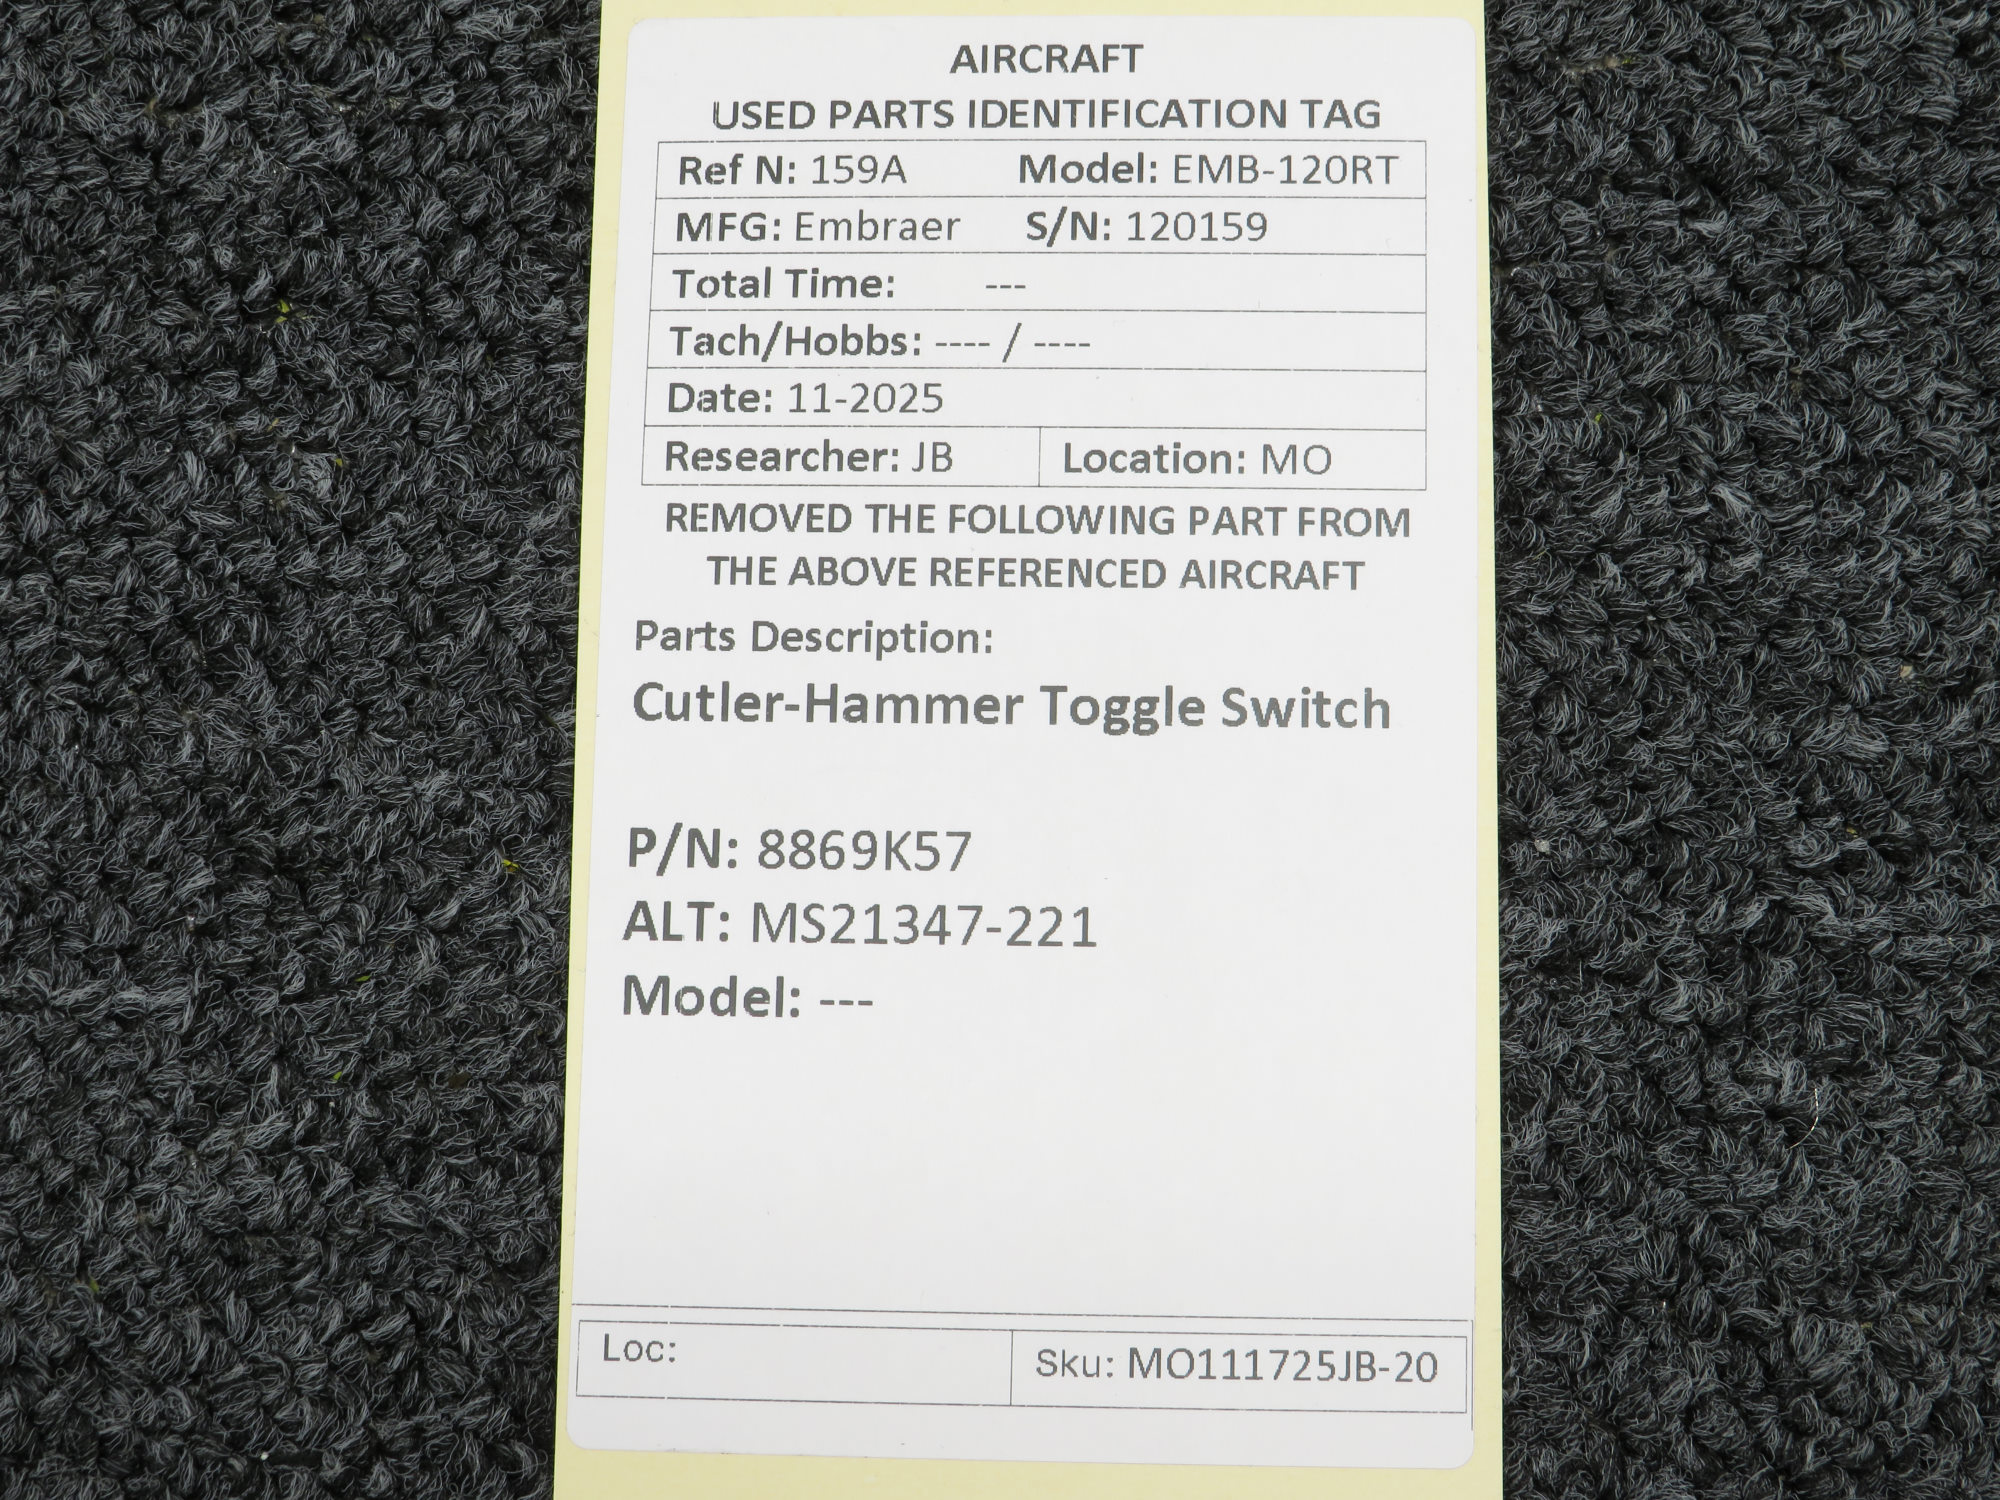 AIRCRAFT
USED PARTS IDENTIFICATION TAG
Ref N: 159A Model: EMB-120RT
MFG: Embraer S/N: 120159
Total Time: ---
Tach/Hobbs: ---- / ----
Date: 11-2025
Researcher: JB Location: MO
REMOVED THE FOLLOWING PART FROM
THE ABOVE REFERENCED AIRCRAFT
Parts Description:
Cutler-Hammer Toggle Switch
P/N: 8869K57
ALT: MS21347-221
Model: ---
Loc: Sku: MO111725JB-20